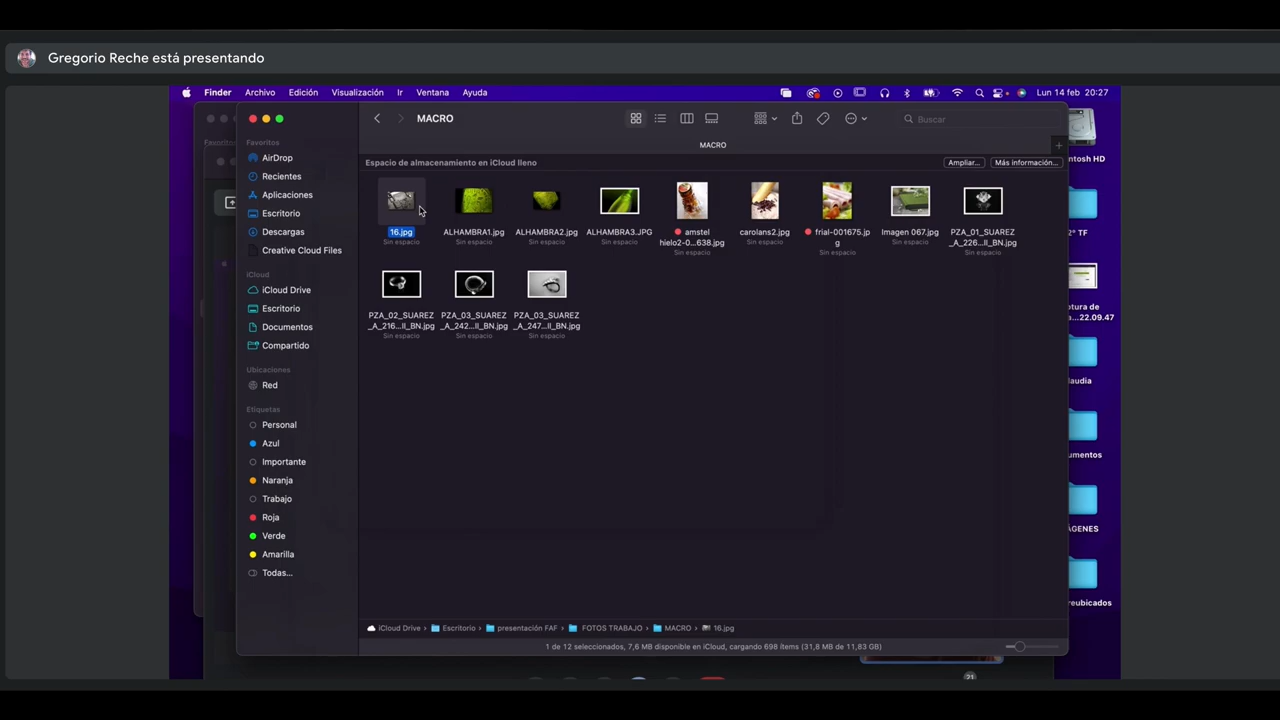 Gregorio Reche está presentando
Finder Archivo Edición Visualización Ir Ventana Ayuda
Lun 14 feb 20:27
MACRO
Buscar
MACRO
Favoritos
AirDrop
Recientes
Aplicaciones
Escritorio
Descargas
Creative Cloud Files
iCloud
iCloud Drive
Escritorio
Documentos
Compartido
Ubicaciones
Red
Etiquetas
Personal
Azul
Importante
Naranja
Trabajo
Roja
Verde
Amarilla
Todas...
Espacio de almacenamiento en iCloud lleno
Ampliar... Más información...
16.jpg
Sin espacio
ALHAMBRA1.jpg
Sin espacio
ALHAMBRA2.jpg
Sin espacio
ALHAMBRA3.JPG
Sin espacio
amstel
hielo2-0...638.jpg
Sin espacio
carolans2.jpg
Sin espacio
frial-001675.jp
g
Sin espacio
Imagen 067.jpg
Sin espacio
PZA_01_SUAREZ
_A_226...II_BN.jpg
Sin espacio
PZA_02_SUAREZ
_A_216...II_BN.jpg
Sin espacio
PZA_03_SUAREZ
_A_242...II_BN.jpg
Sin espacio
PZA_03_SUAREZ
_A_247...II_BN.jpg
Sin espacio
iCloud Drive › Escritorio › presentación FAF › FOTOS TRABAJO › MACRO › 16.jpg
1 de 12 seleccionados, 7,6 MB disponible en iCloud, cargando 698 ítems (31,8 MB de 11,83 GB)
ntosh HD
2º TF
ptura de
a...22.09.47
laudia
umentos
ÁGENES
reubicados
21